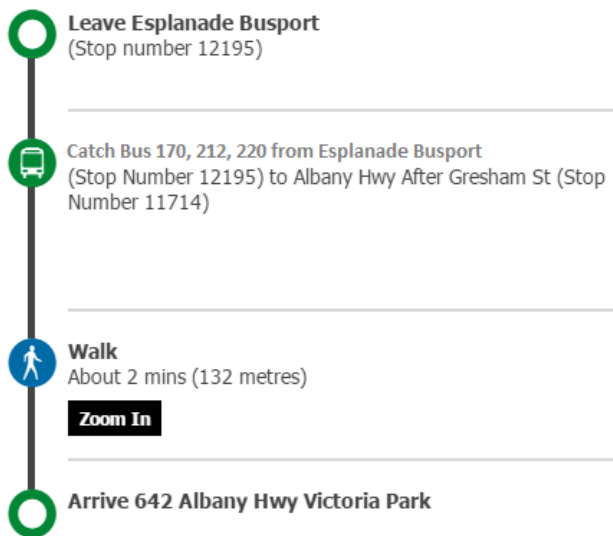 Leave Esplanade Busport
(Stop number 12195)
Catch Bus 170, 212, 220 from Esplanade Busport
(Stop Number 12195) to Albany Hwy After Gresham St (Stop
Number 11714)
Walk
About 2 mins (132 metres)
Zoom In
Arrive 642 Albany Hwy Victoria Park